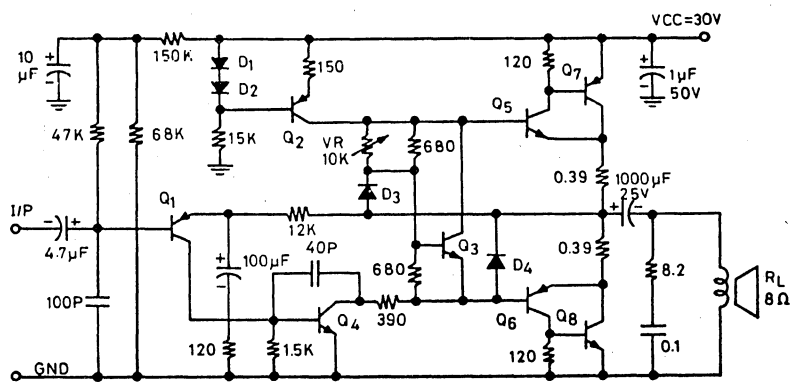 VCC=30V
10 µF
150K
D1
D2
150
120
Q7
1µF 50V
Q5
Q2
47K
68K
15K
VR 10K
680
0.39
1000µF 25V
D3
I/P
Q1
12K
4.7µF
100µF
40P
Q3
D4
0.39
8.2
RL 8Ω
100P
680
Q4
390
Q6
Q8
120
1.5K
120
0.1
GND